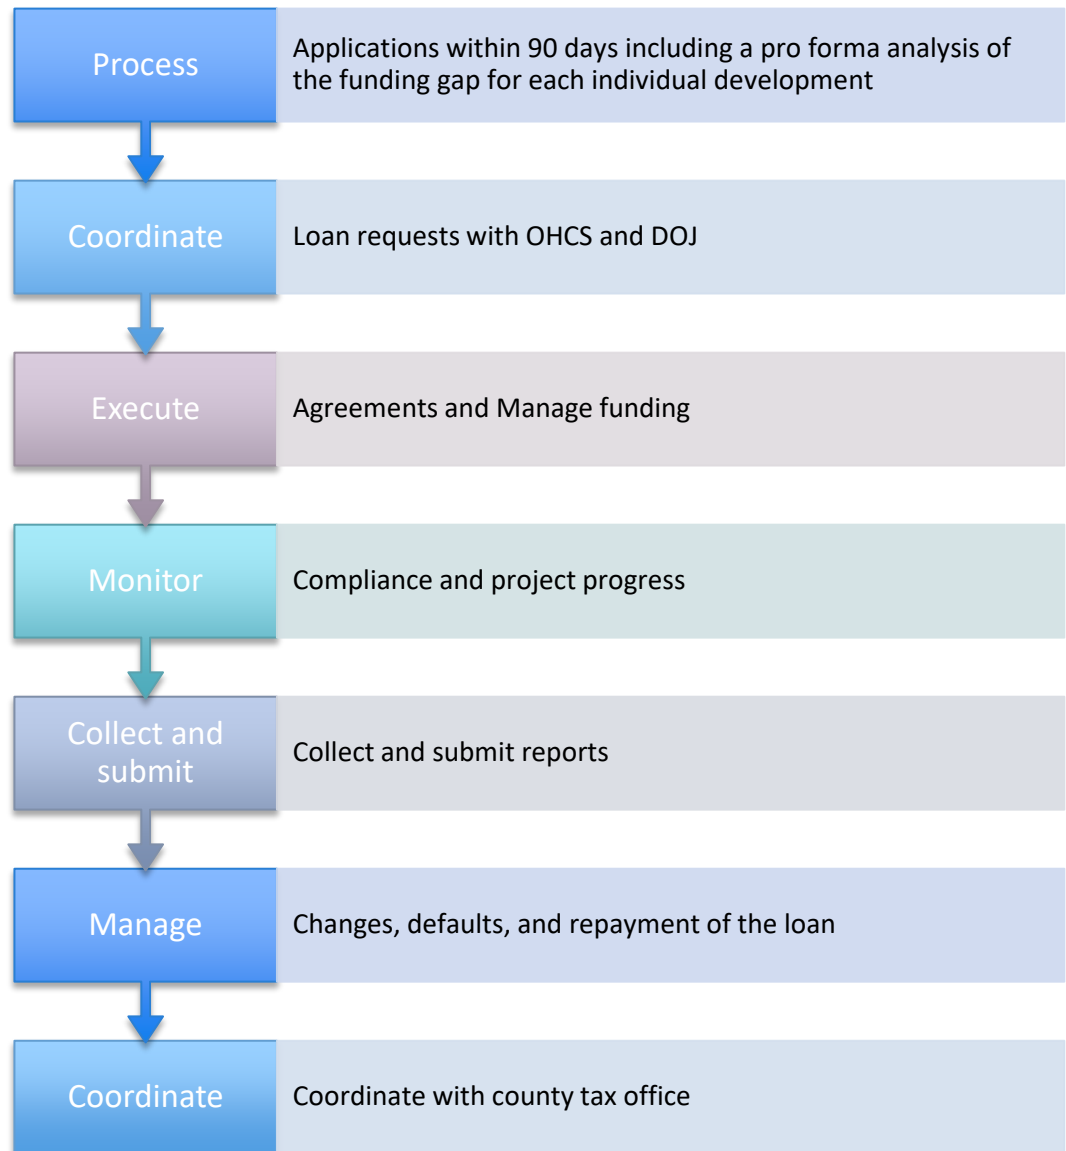 Process
Applications within 90 days including a pro forma analysis of
the funding gap for each individual development
Coordinate
Loan requests with OHCS and DOJ
Execute
Agreements and Manage funding
Monitor
Compliance and project progress
Collect and
submit
Collect and submit reports
Manage
Changes, defaults, and repayment of the loan
Coordinate
Coordinate with county tax office